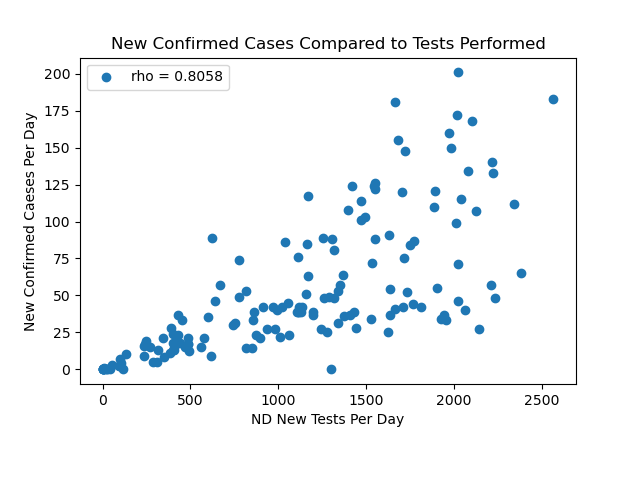 New Confirmed Cases Compared to Tests Performed
rho = 0.8058
New Confirmed Caeses Per Day
200
175
150
125
100
75
50
25
0
0 500 1000 1500 2000 2500
ND New Tests Per Day